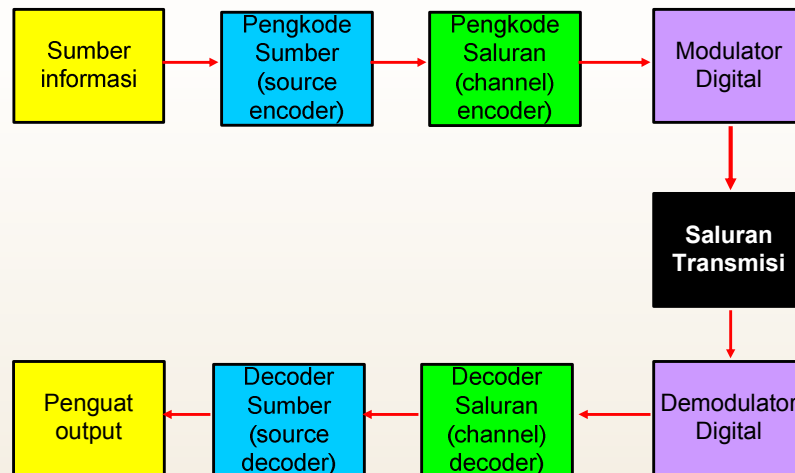 Sumber
informasi
Pengkode
Sumber
(source
encoder)
Pengkode
Saluran
(channel)
encoder)
Modulator
Digital
Saluran
Transmisi
Demodulator
Digital
Decoder
Saluran
(channel)
decoder)
Decoder
Sumber
(source
decoder)
Penguat
output